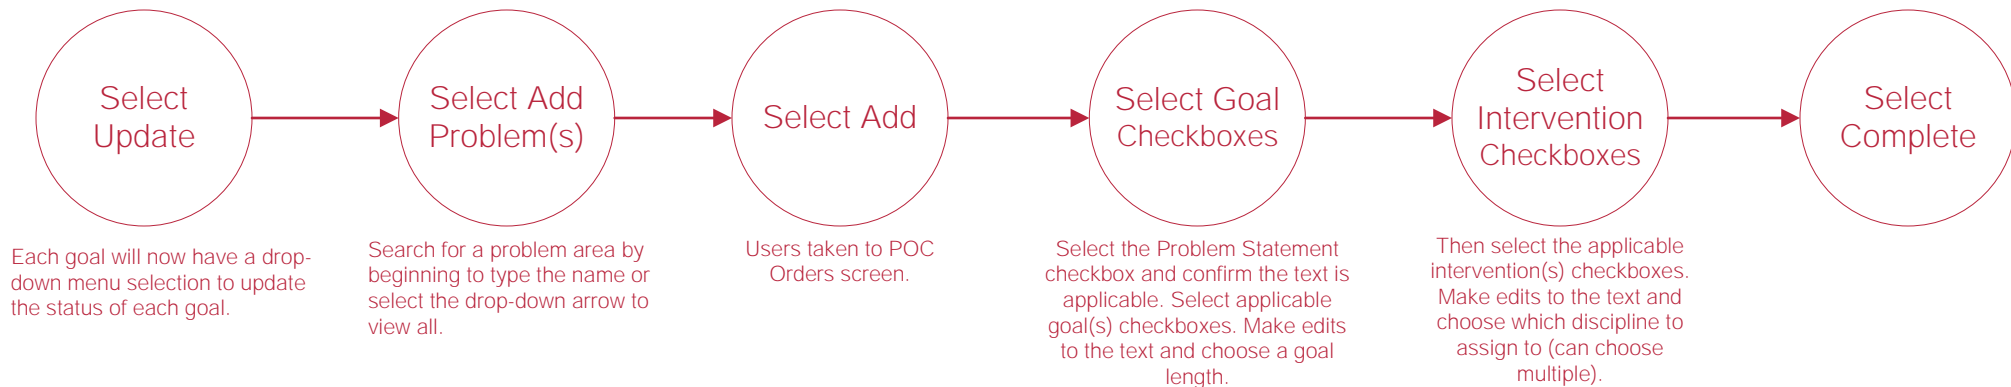 Select
Update
Each goal will now have a drop-
down menu selection to update
the status of each goal.
Select Add
Problem(s)
Search for a problem area by
beginning to type the name or
select the drop-down arrow to
view all.
Select Add
Users taken to POC
Orders screen.
Select Goal
Checkboxes
Select the Problem Statement
checkbox and confirm the text is
applicable. Select applicable
goal(s) checkboxes. Make edits
to the text and choose a goal
length.
Select
Intervention
Checkboxes
Then select the applicable
intervention(s) checkboxes.
Make edits to the text and
choose which discipline to
assign to (can choose
multiple).
Select
Complete